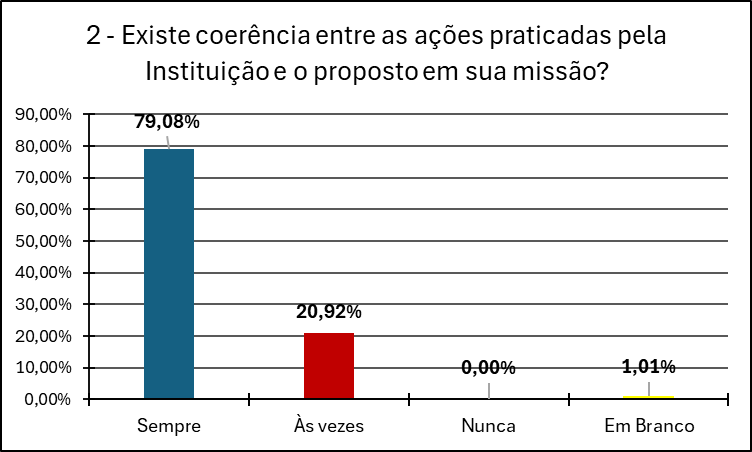 2 - Existe coerência entre as ações praticadas pela
Instituição e o proposto em sua missão?
90,00%
80,00%
70,00%
60,00%
50,00%
40,00%
30,00%
20,00%
10,00%
0,00%
79,08%
20,92%
0,00%
1,01%
Sempre
Às vezes
Nunca
Em Branco